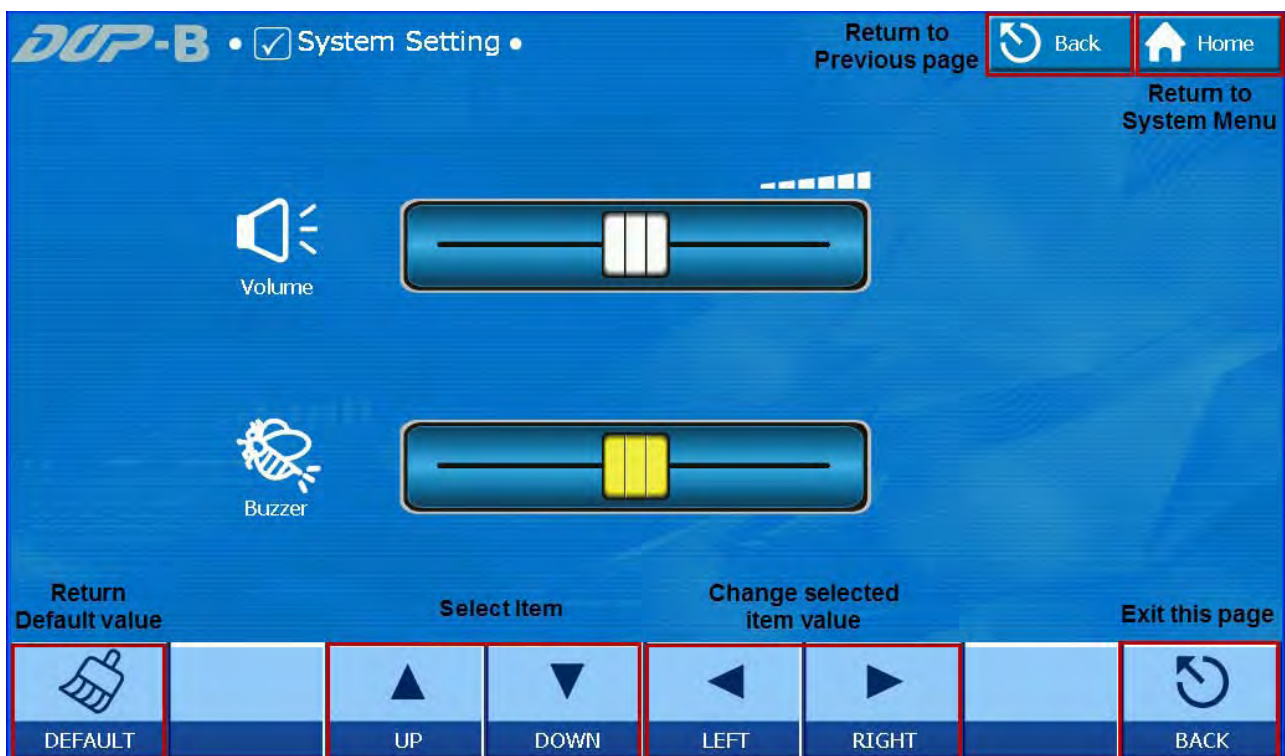 DOP-B • System Setting •
Return to
Previous page
Back
Home
Return to
System Menu
Volume
Buzzer
Return
Default value
Select Item
Change selected
item value
Exit this page
DEFAULT
UP
DOWN
LEFT
RIGHT
BACK